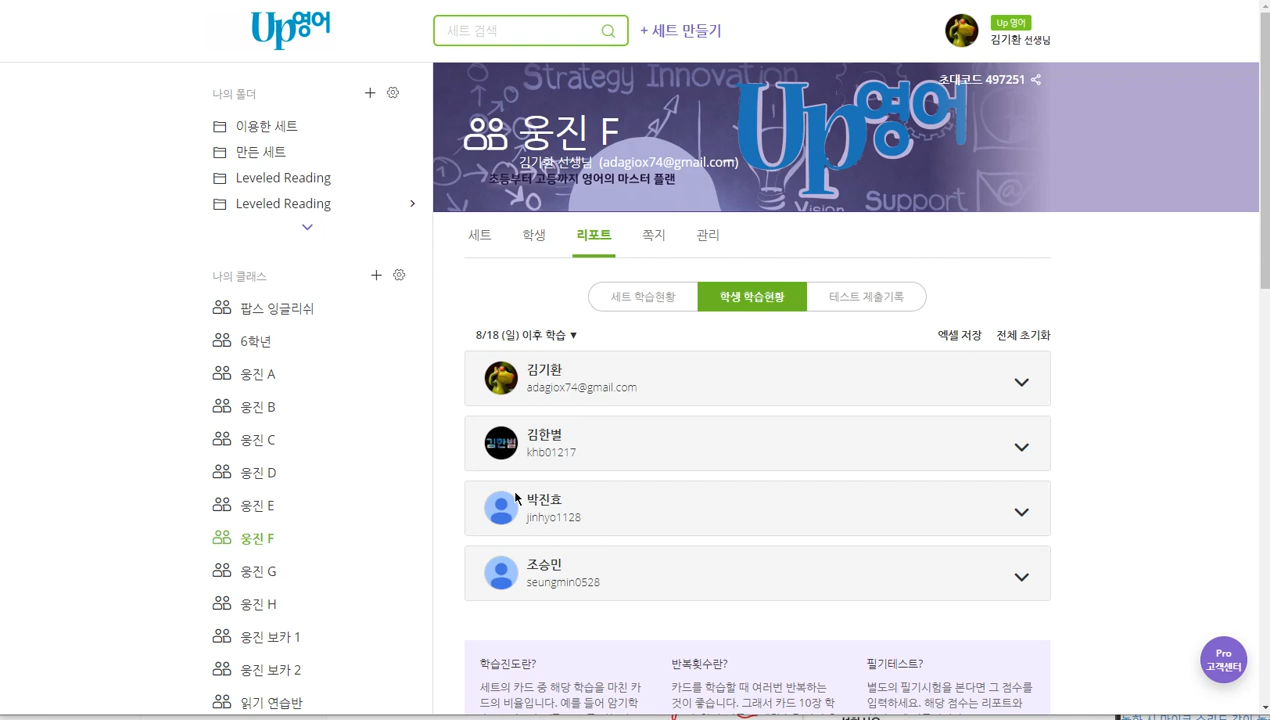 Up영어
세트 검색
+ 세트 만들기
Up 영어
김기환 선생님
나의 폴더
이용한 세트
만든 세트
Leveled Reading
Leveled Reading
나의 클래스
팝스 잉글리쉬
6학년
웅진 A
웅진 B
웅진 C
웅진 D
웅진 E
웅진 F
웅진 G
웅진 H
웅진 보카 1
웅진 보카 2
읽기 연습반
Strategy Innovation
초대코드 497251
Up영어
웅진 F
김기환 선생님 (adagiox74@gmail.com)
초등부터 고등까지 영어의 마스터 플랜
Vision
Support
세트 학생 리포트 쪽지 관리
세트 학습현황 학생 학습현황 테스트 제출기록
8/18 (일) 이후 학습 ▼ 엑셀 저장 전체 초기화
김기환
adagiox74@gmail.com
김한별
김한별
khb01217
박진효
jinhyo1128
조승민
seungmin0528
학습진도란? 반복횟수란? 필기테스트?
세트의 카드 중 해당 학습을 마친 카 카드를 학습할 때 여러번 반복하는 별도의 필기시험을 본다면 그 점수를
드의 비율입니다. 예를 들어 암기학 것이 좋습니다. 그래서 카드 10장 학 입력하세요. 해당 점수는 리포트와
Pro
고객센터